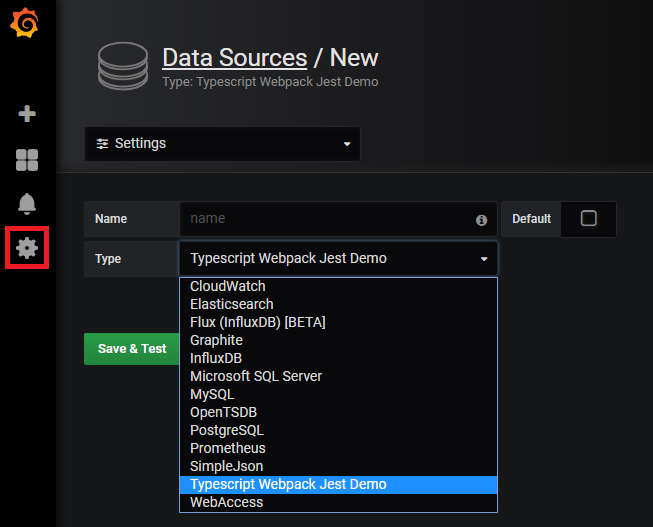 Data Sources / New
Type: Typescript Webpack Jest Demo
Settings
Name name Default
Type Typescript Webpack Jest Demo
CloudWatch
Elasticsearch
Flux (InfluxDB) [BETA]
Graphite
InfluxDB
Save & Test
Microsoft SQL Server
MySQL
OpenTSDB
PostgreSQL
Prometheus
SimpleJson
Typescript Webpack Jest Demo
WebAccess